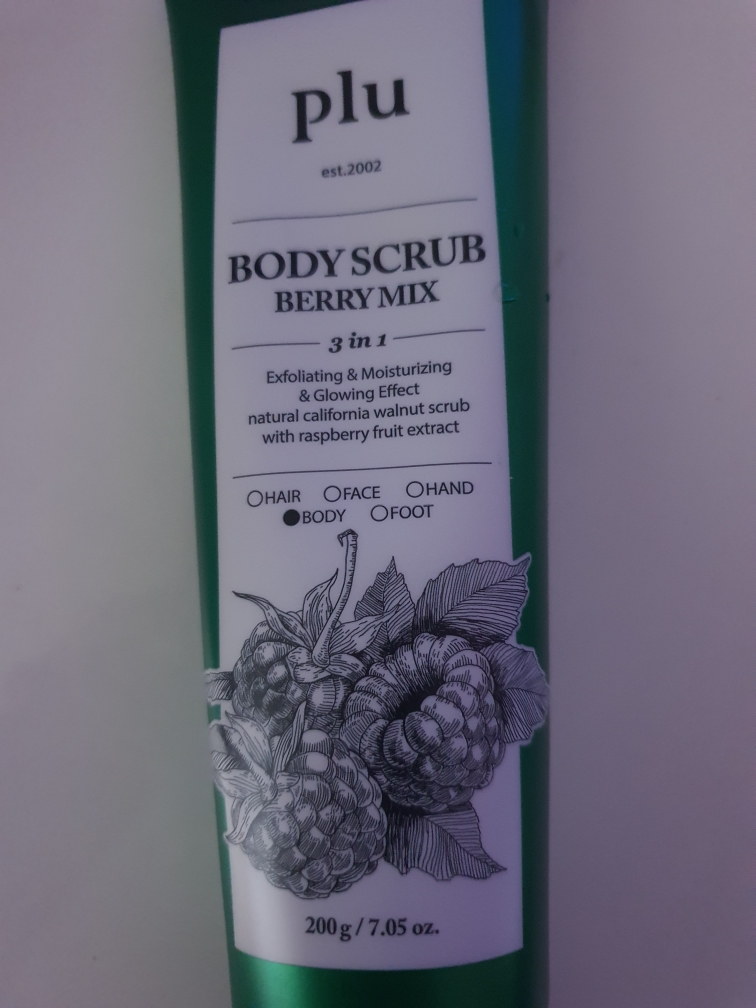 plu
est.2002
BODY SCRUB
BERRY MIX
3 in 1
Exfoliating & Moisturizing
& Glowing Effect
natural california walnut scrub
with raspberry fruit extract
○HAIR ○FACE ○HAND
●BODY ○FOOT
200g / 7.05 oz.